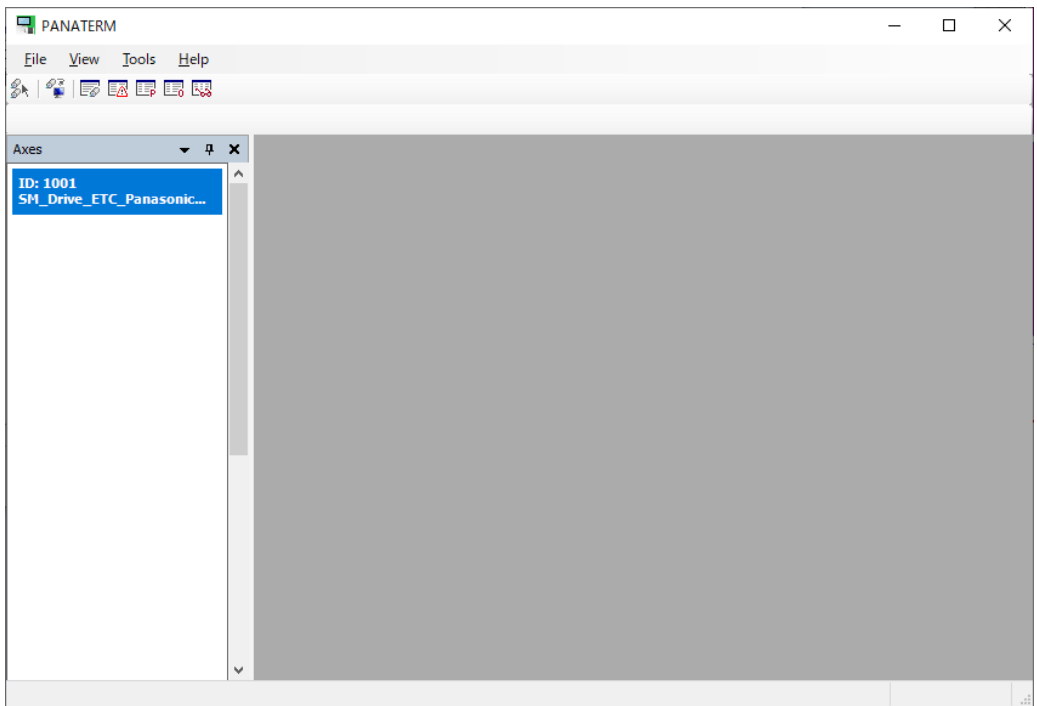 PANATERM
File View Tools Help
Axes
ID: 1001
SM_Drive_ETC_Panasonic...